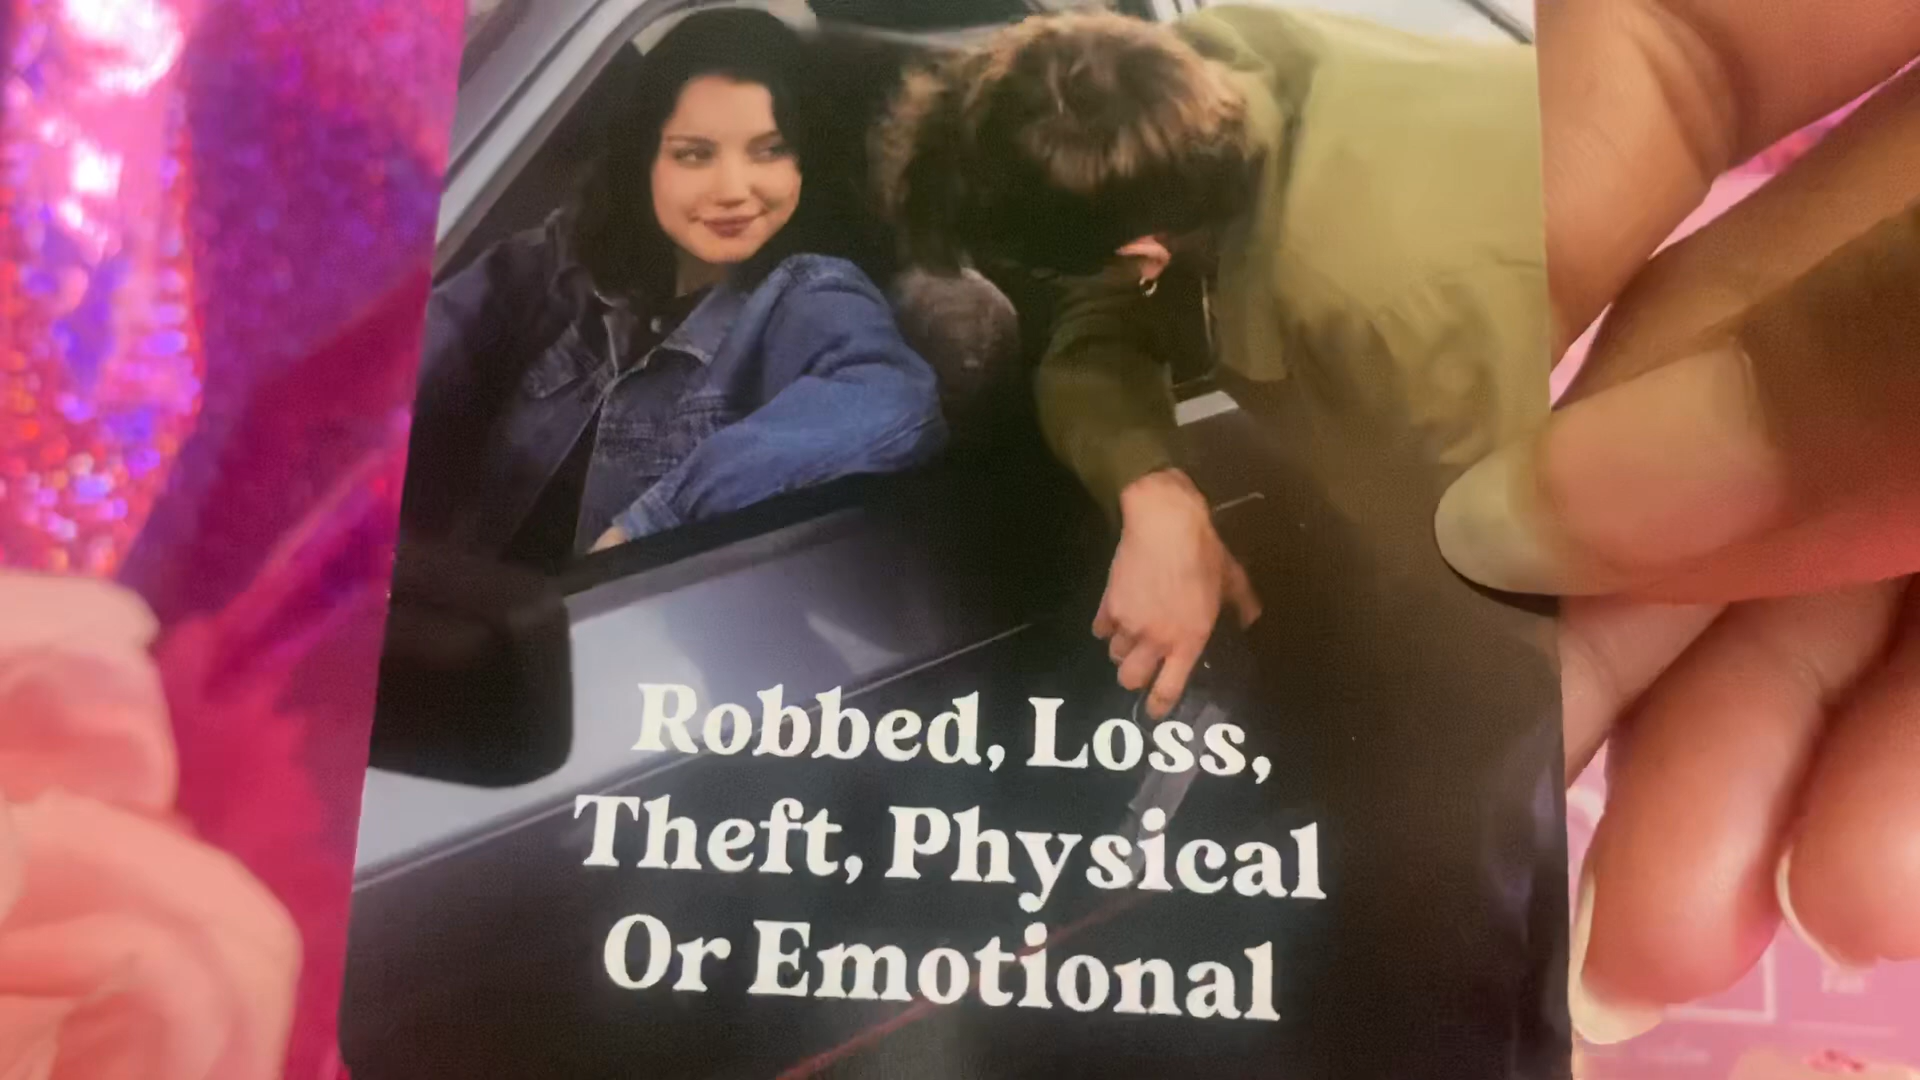 Robbed, Loss,
Theft, Physical
Or Emotional